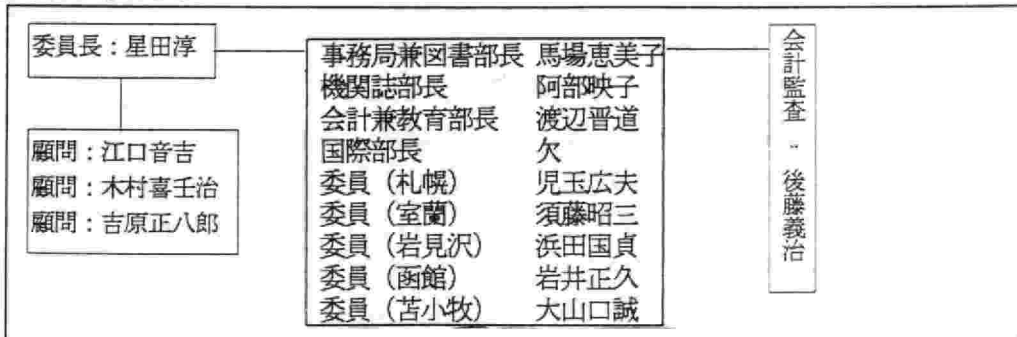 委員長：星田淳
顧問：江口音吉
顧問：木村喜壬治
顧問：吉原正八郎
事務局兼図書部長 馬場恵美子
機関誌部長 阿部映子
会計兼教育部長 渡辺晋道
国際部長 欠
委員（札幌） 児玉広夫
委員（室蘭） 須藤昭三
委員（岩見沢） 浜田国貞
委員（函館） 岩井正久
委員（苫小牧） 大山口誠
会計監査：後藤義治